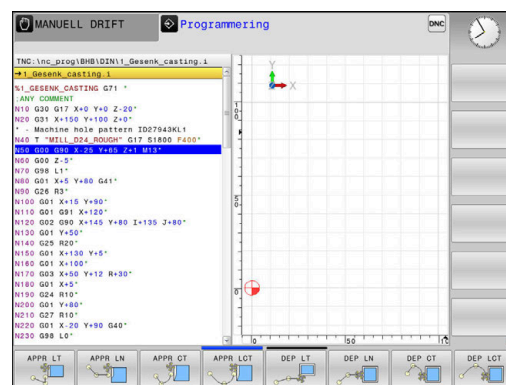 MANUELL DRIFT
Programmering
DNC
TNC:\nc_prog\BHB\DIN\1_Gesenk_casting.i
→1_Gesenk_casting.i
%1_GESENK_CASTING G71 *
;ANY COMMENT
N10 G30 G17 X+0 Y+0 Z-20*
N20 G31 X+150 Y+100 Z+0*
* - Machine hole pattern ID27943KL1
N40 T "MILL_D24_ROUGH" G17 S1800 F400*
N50 G00 G90 X-25 Y+85 Z+1 M13*
N60 G00 Z-5*
N70 G98 L1*
N80 G01 X+5 Y+80 G41*
N90 G26 R3*
N100 G01 X+15 Y+90*
N110 G01 G91 X+120*
N120 G02 G90 X+145 Y+80 I+135 J+80*
N130 G01 Y+50*
N140 G25 R20*
N150 G01 X+130 Y+5*
N160 G01 X+100*
N170 G03 X+50 Y+12 R+30*
N180 G01 X+5*
N190 G24 R10*
N200 G01 Y+80*
N210 G27 R10*
N220 G01 X-20 Y+90 G40*
N230 G98 L0*
Y
X
100
50
0
0
50
APPR LT
APPR LN
APPR CT
APPR LCT
DEP LT
DEP LN
DEP CT
DEP LCT